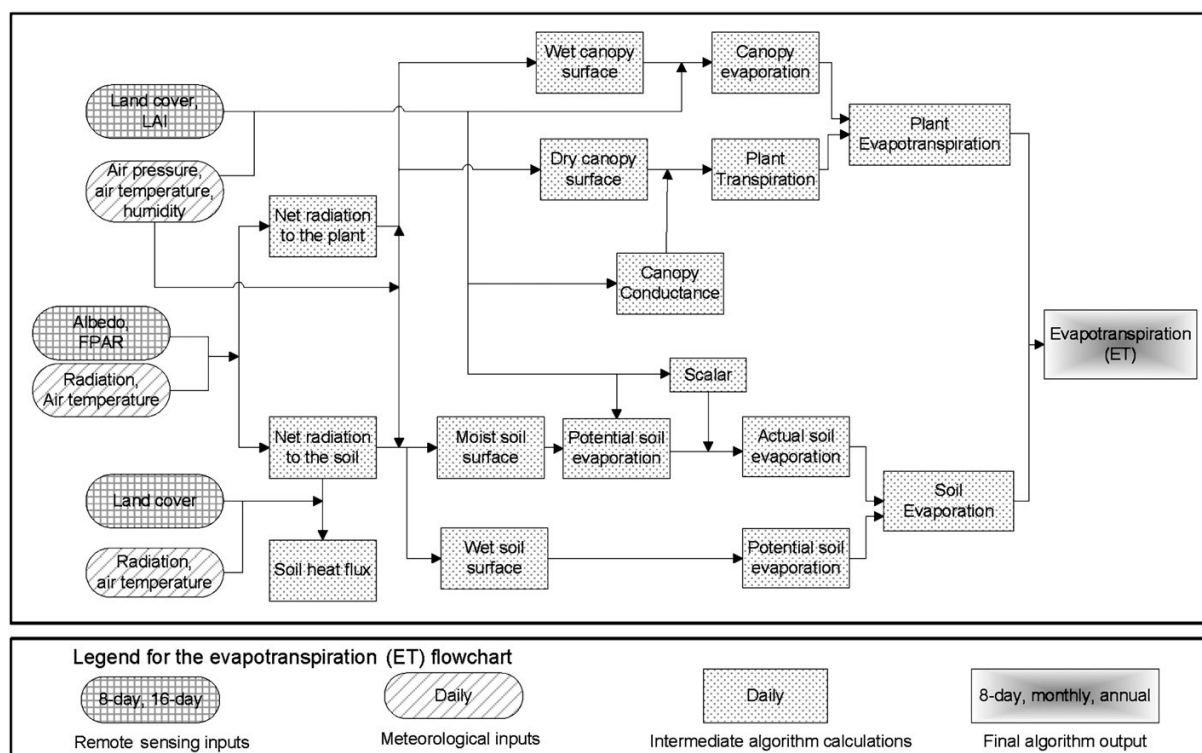 Wet canopy
surface
Canopy
evaporation
Land cover,
LAI
Plant
Evapotranspiration
Air pressure,
air temperature,
humidity
Dry canopy
surface
Plant
Transpiration
Net radiation
to the plant
Canopy
Conductance
Albedo,
FPAR
Radiation,
Air temperature
Evapotranspiration
(ET)
Scalar
Net radiation
to the soil
Moist soil
surface
Potential soil
evaporation
Actual soil
evaporation
Land cover
Soil
Evaporation
Radiation,
air temperature
Soil heat flux
Wet soil
surface
Potential soil
evaporation
Legend for the evapotranspiration (ET) flowchart
8-day, 16-day
Daily
Daily
8-day, monthly, annual
Remote sensing inputs
Meteorological inputs
Intermediate algorithm calculations
Final algorithm output